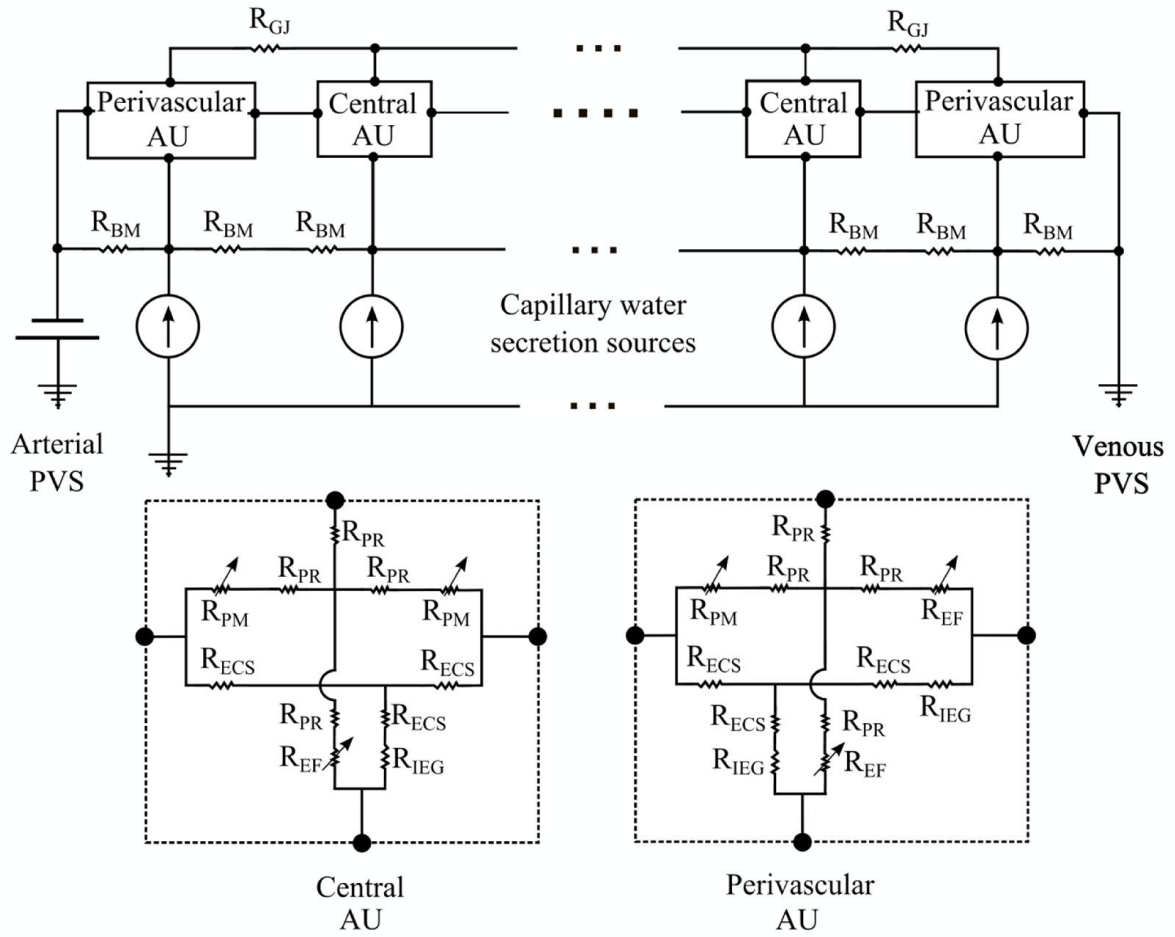 R_GJ R_GJ
Perivascular AU Central AU Central AU Perivascular AU
R_BM R_BM R_BM R_BM R_BM R_BM
Capillary water
secretion sources
Arterial
PVS
Venous
PVS
R_PR R_PR
R_PR R_PR R_PR R_PR
R_PM R_PM R_PM R_EF
R_ECS R_ECS R_ECS R_ECS
R_IEG
R_PR R_ECS R_ECS R_PR
R_EF R_IEG R_IEG R_EF
Central
AU
Perivascular
AU